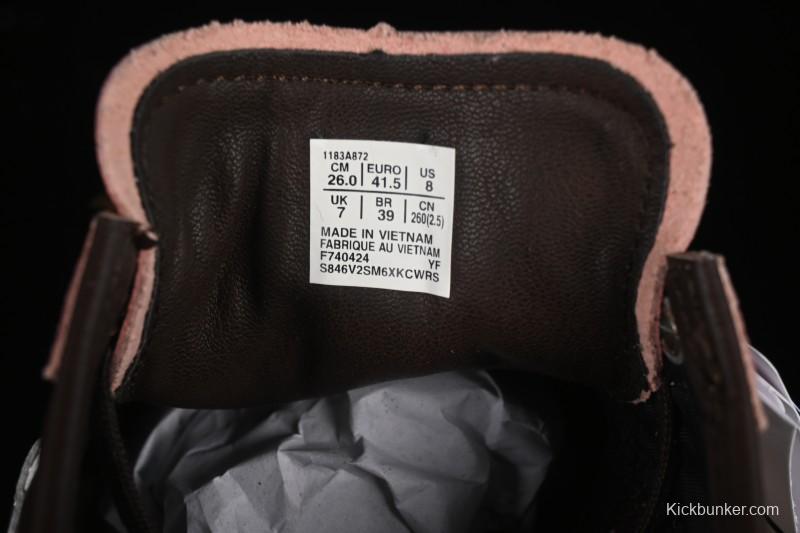 1183A872
CM EURO US
26.0 41.5 8
UK BR CN
7 39 260(2.5)
MADE IN VIETNAM
FABRIQUE AU VIETNAM
F740424 YF
S846V2SM6XKCWRS
Kickbunker.com